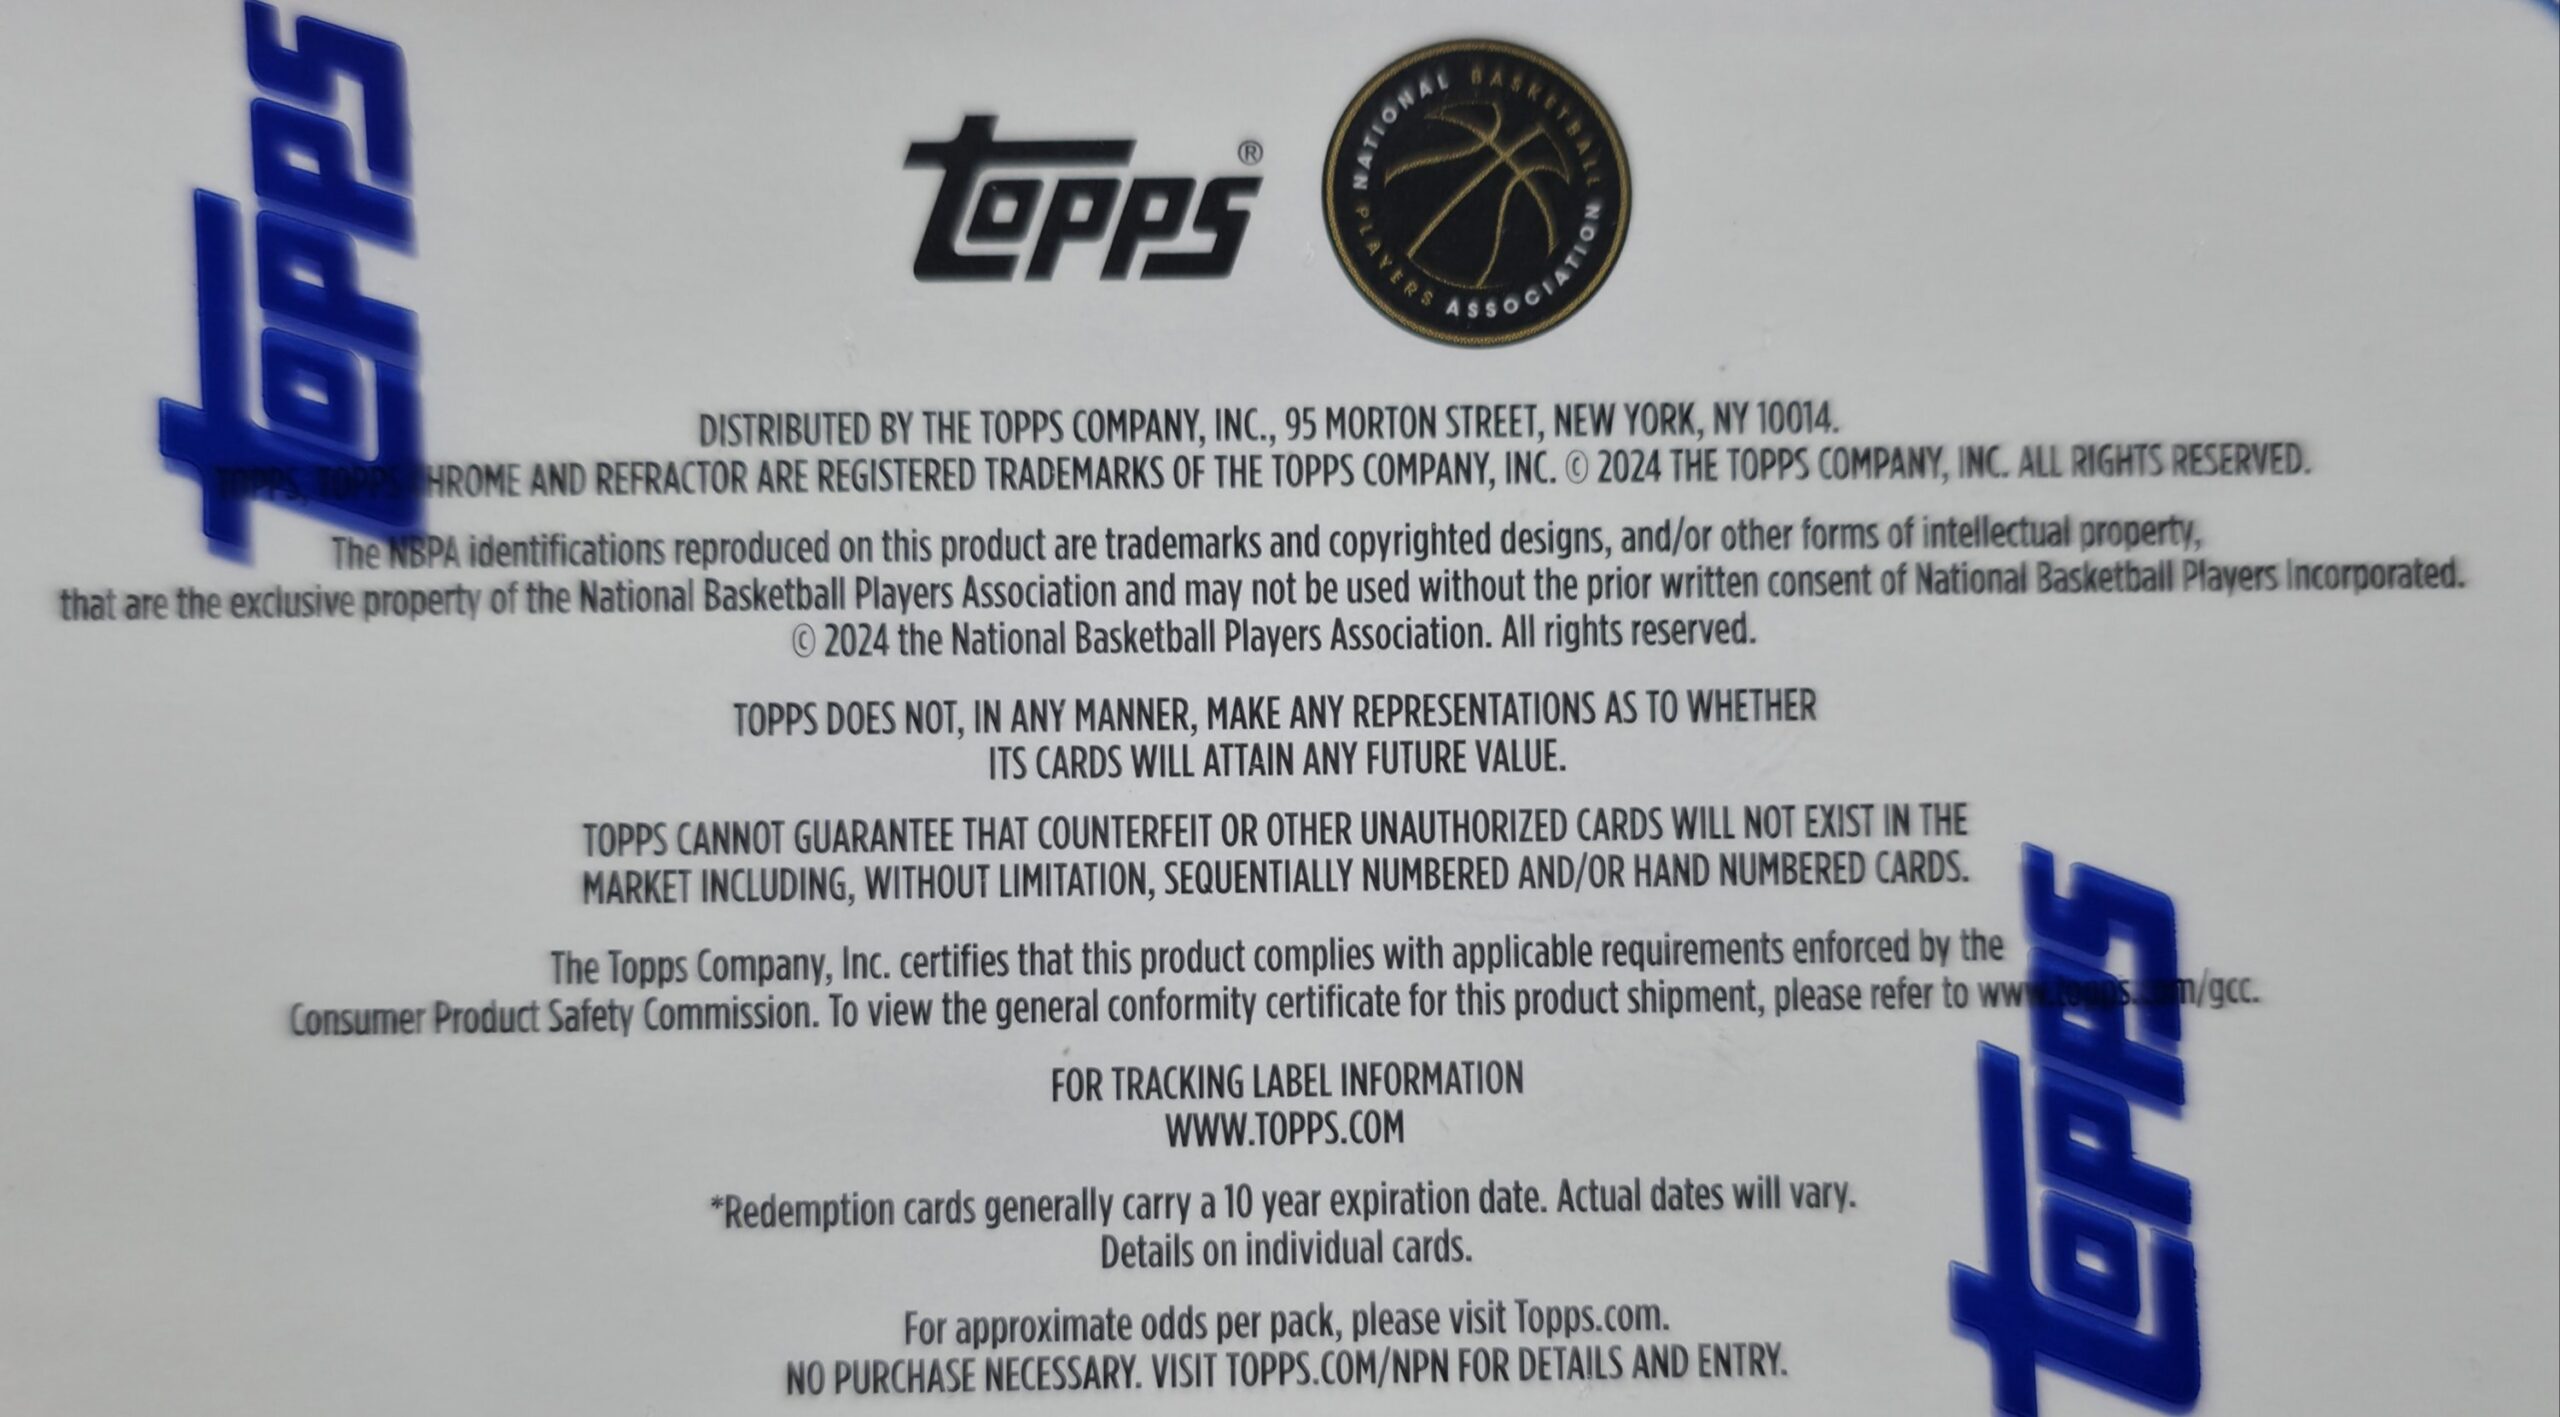 topps
topps®
NATIONAL BASKETBALL PLAYERS ASSOCIATION
DISTRIBUTED BY THE TOPPS COMPANY, INC., 95 MORTON STREET, NEW YORK, NY 10014.
TOPPS, TOPPS CHROME AND REFRACTOR ARE REGISTERED TRADEMARKS OF THE TOPPS COMPANY, INC. © 2024 THE TOPPS COMPANY, INC. ALL RIGHTS RESERVED.
The NBPA identifications reproduced on this product are trademarks and copyrighted designs, and/or other forms of intellectual property,
that are the exclusive property of the National Basketball Players Association and may not be used without the prior written consent of National Basketball Players Incorporated.
© 2024 the National Basketball Players Association. All rights reserved.
TOPPS DOES NOT, IN ANY MANNER, MAKE ANY REPRESENTATIONS AS TO WHETHER
ITS CARDS WILL ATTAIN ANY FUTURE VALUE.
TOPPS CANNOT GUARANTEE THAT COUNTERFEIT OR OTHER UNAUTHORIZED CARDS WILL NOT EXIST IN THE
MARKET INCLUDING, WITHOUT LIMITATION, SEQUENTIALLY NUMBERED AND/OR HAND NUMBERED CARDS.
The Topps Company, Inc. certifies that this product complies with applicable requirements enforced by the
Consumer Product Safety Commission. To view the general conformity certificate for this product shipment, please refer to www.topps.com/gcc.
topps
FOR TRACKING LABEL INFORMATION
WWW.TOPPS.COM
*Redemption cards generally carry a 10 year expiration date. Actual dates will vary.
Details on individual cards.
For approximate odds per pack, please visit Topps.com.
NO PURCHASE NECESSARY. VISIT TOPPS.COM/NPN FOR DETAILS AND ENTRY.